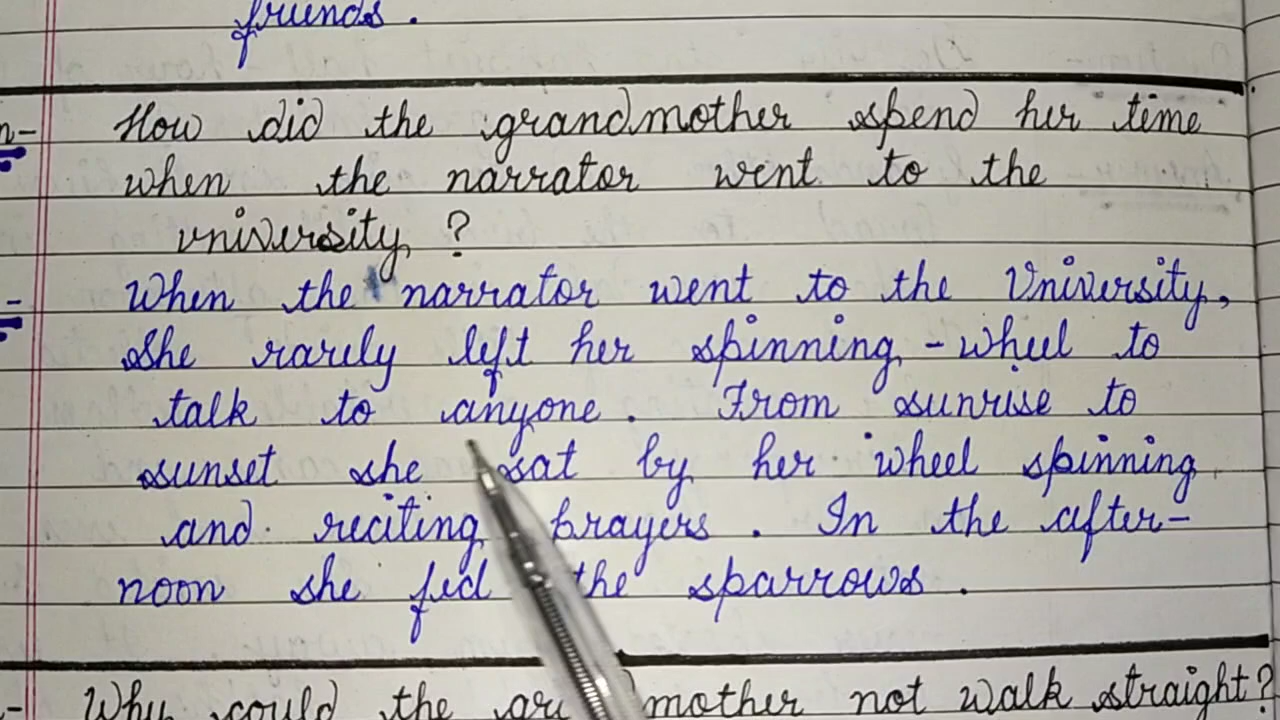 friends.
How did the grandmother spend her time
when the narrator went to the
university?
When the narrator went to the University,
She rarely left her spinning-wheel to
talk to anyone. From sunrise to
sunset she sat by her wheel spinning
and reciting prayers. In the after-
noon she fed the sparrows.
Why could the mother not walk straight?